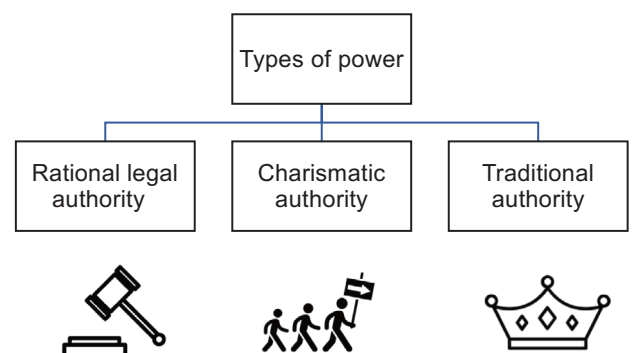 Types of power
Rational legal
authority
Charismatic
authority
Traditional
authority